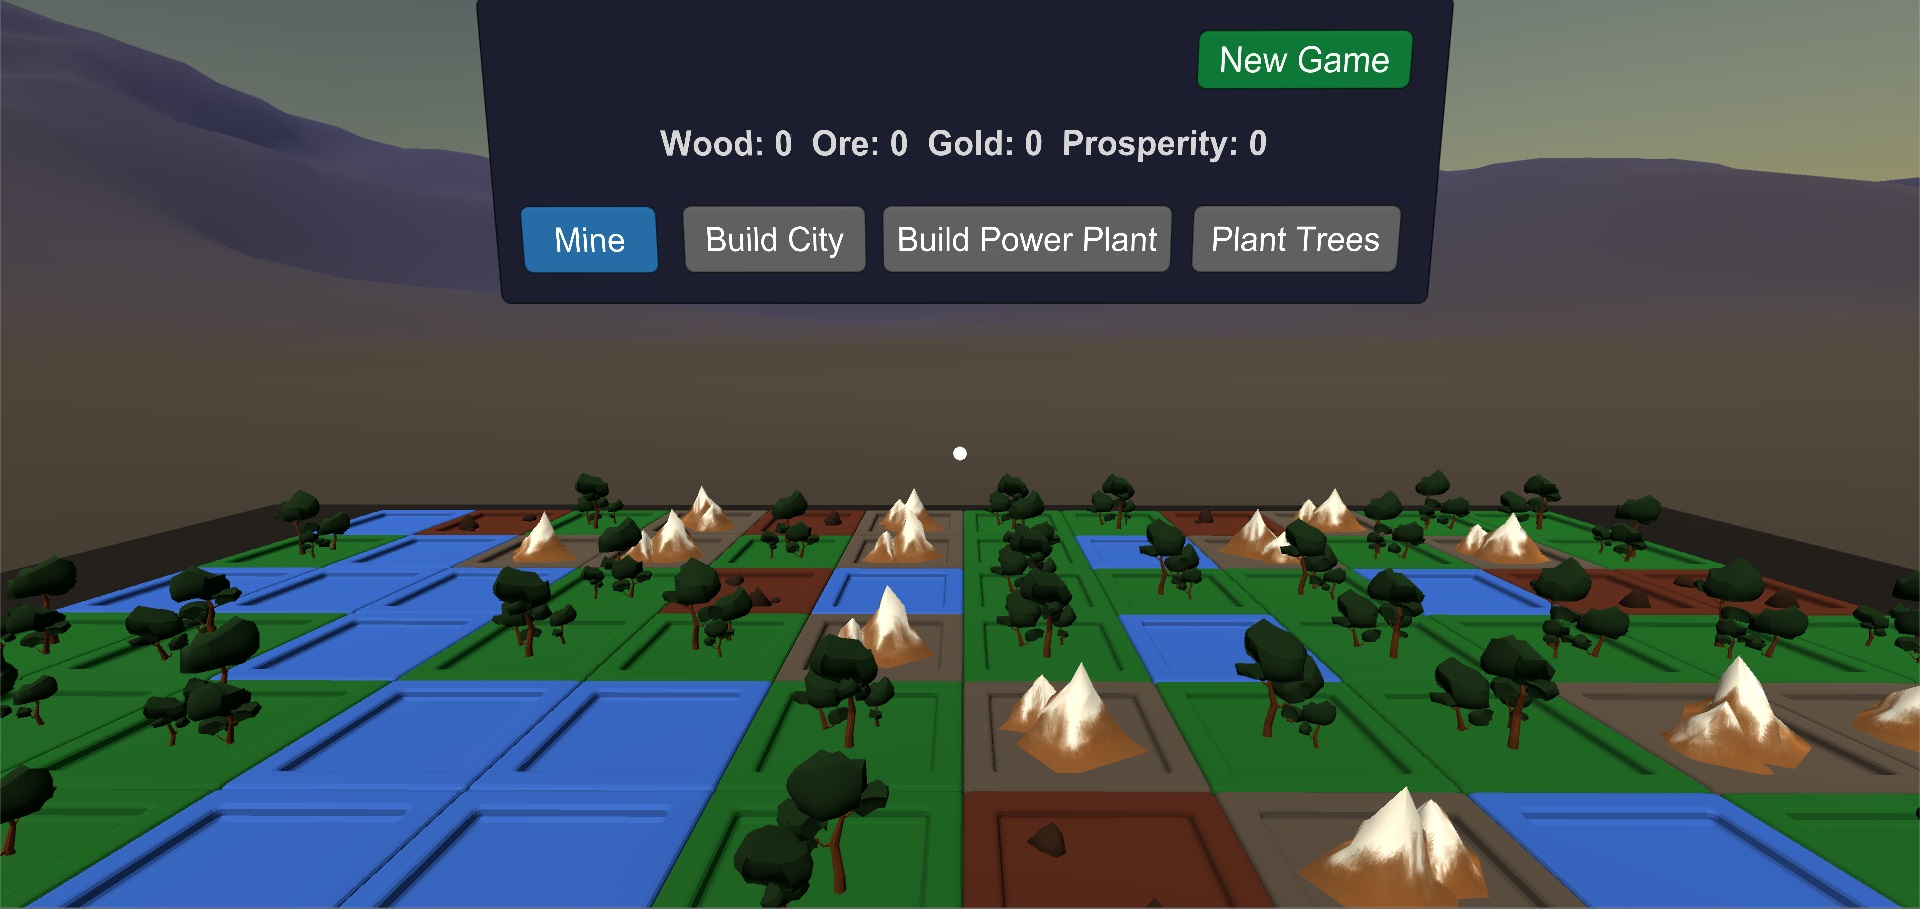 New Game
Wood: 0 Ore: 0 Gold: 0 Prosperity: 0
Mine Build City Build Power Plant Plant Trees